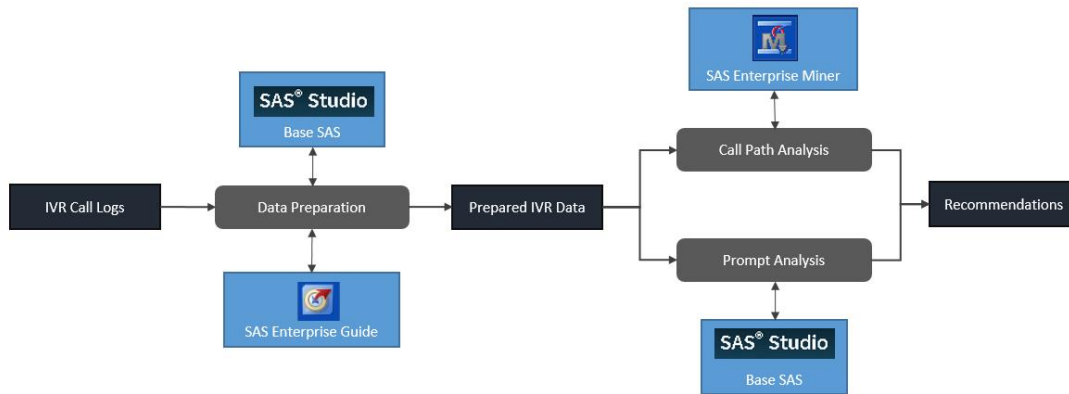 SAS Enterprise Miner
SAS® Studio
Base SAS
Call Path Analysis
IVR Call Logs
Data Preparation
Prepared IVR Data
Recommendations
Prompt Analysis
SAS Enterprise Guide
SAS® Studio
Base SAS